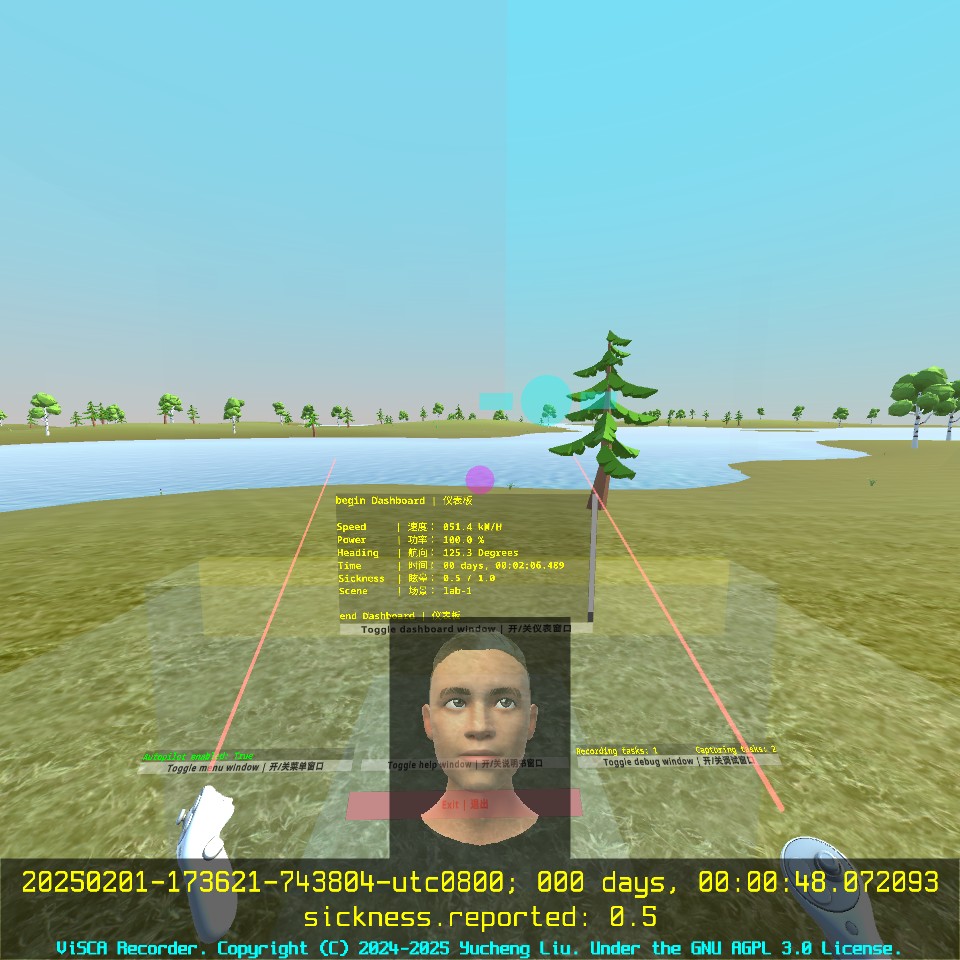 begin Dashboard | 仪表板
Speed | 速度： 051.4 kM/H
Power | 功率： 100.0 %
Heading | 航向： 125.3 Degrees
Time | 时间： 00 days, 00:02:06.489
Sickness | 眩晕： 0.5 / 1.0
Scene | 场景： lab-1
end Dashboard | 仪表板
Toggle dashboard window | 开/关仪表窗口
Autopilot enabled: True
Toggle menu window | 开/关菜单窗口
Toggle help window | 开/关说明书窗口
Recording tasks: 1 Capturing tasks: 2
Toggle debug window | 开/关调试窗口
Exit | 退出
20250201-173621-743804-utc0800; 000 days, 00:00:48.072093
sickness.reported: 0.5
ViSCA Recorder. Copyright (C) 2024-2025 Yucheng Liu. Under the GNU AGPL 3.0 License.